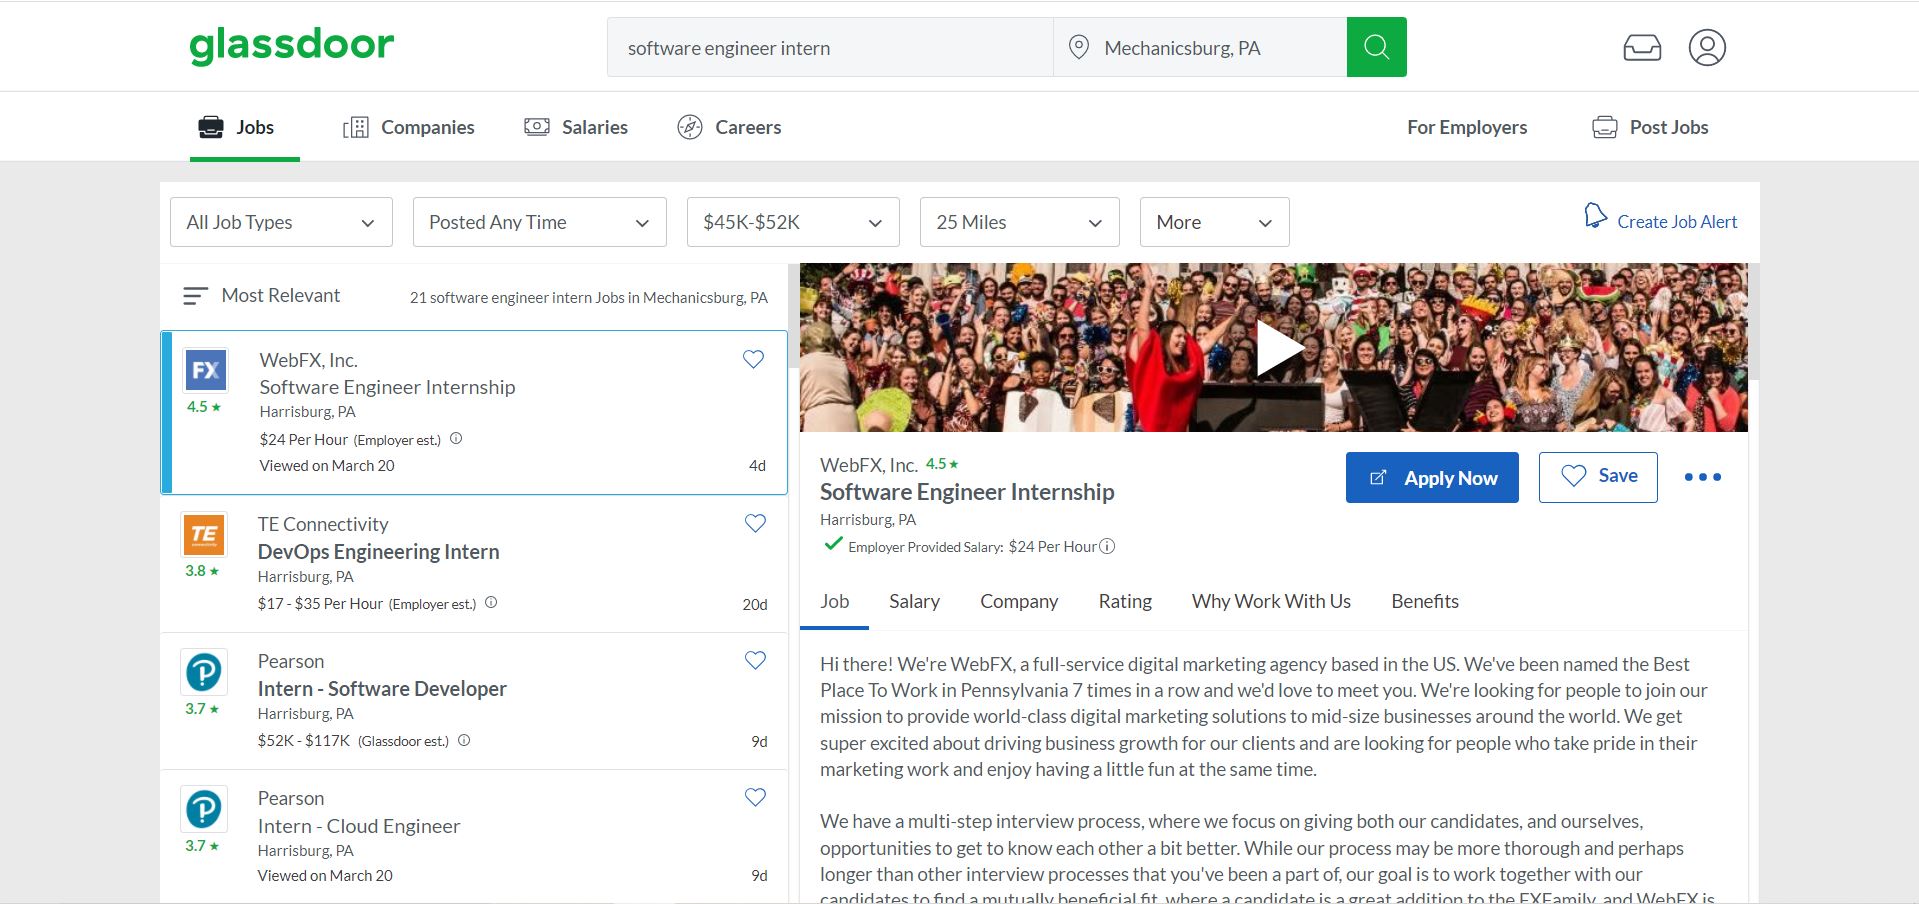 glassdoor
software engineer intern
Mechanicsburg, PA
Jobs
Companies
Salaries
Careers
For Employers
Post Jobs
All Job Types
Posted Any Time
$45K-$52K
25 Miles
More
Create Job Alert
Most Relevant
21 software engineer intern Jobs in Mechanicsburg, PA
FX
4.5 ★
WebFX, Inc.
Software Engineer Internship
Harrisburg, PA
$24 Per Hour (Employer est.)
Viewed on March 20
4d
TE
connectivity
3.8 ★
TE Connectivity
DevOps Engineering Intern
Harrisburg, PA
$17 - $35 Per Hour (Employer est.)
20d
P
3.7 ★
Pearson
Intern - Software Developer
Harrisburg, PA
$52K - $117K (Glassdoor est.)
9d
P
3.7 ★
Pearson
Intern - Cloud Engineer
Harrisburg, PA
Viewed on March 20
9d
WebFX, Inc. 4.5 ★
Software Engineer Internship
Harrisburg, PA
Employer Provided Salary: $24 Per Hour
Apply Now
Save
Job
Salary
Company
Rating
Why Work With Us
Benefits
Hi there! We're WebFX, a full-service digital marketing agency based in the US. We've been named the Best
Place To Work in Pennsylvania 7 times in a row and we'd love to meet you. We're looking for people to join our
mission to provide world-class digital marketing solutions to mid-size businesses around the world. We get
super excited about driving business growth for our clients and are looking for people who take pride in their
marketing work and enjoy having a little fun at the same time.
We have a multi-step interview process, where we focus on giving both our candidates, and ourselves,
opportunities to get to know each other a bit better. While our process may be more thorough and perhaps
longer than other interview processes that you've been a part of, our goal is to work together with our
candidates to find a mutually beneficial fit, where a candidate is a great addition to the FXFamily, and WebFX is